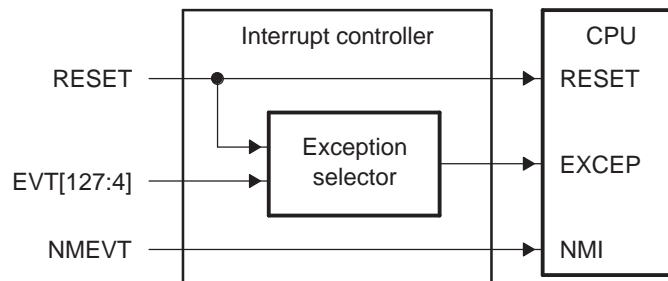 Interrupt controller
CPU
RESET
RESET
Exception
selector
EXCEP
EVT[127:4]
NMEVT
NMI